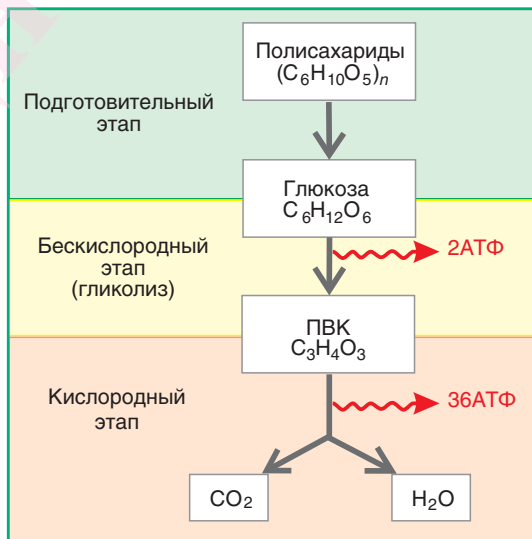 Полисахариды
(C₆H₁₀O₅)ₙ
Подготовительный
этап
Глюкоза
C₆H₁₂O₆
Бескислородный
этап
(гликолиз)
2АТФ
ПВК
C₃H₄O₃
Кислородный
этап
36АТФ
CO₂
H₂O